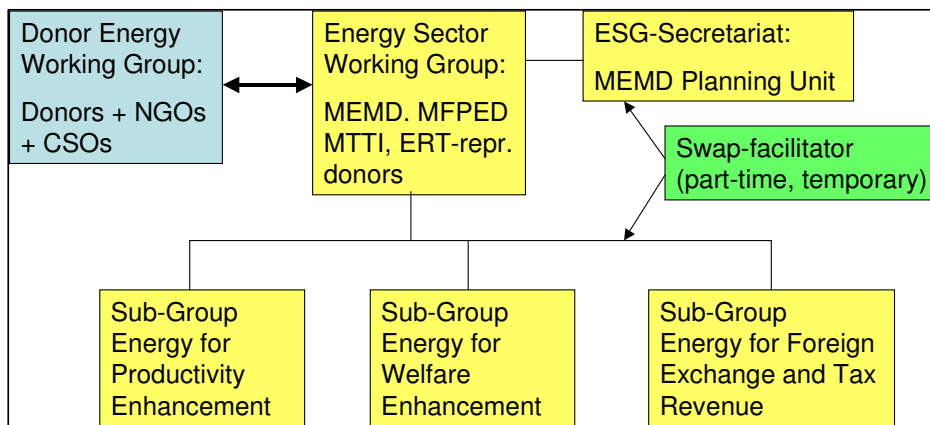 Donor Energy
Working Group:
Donors + NGOs
+ CSOs
Energy Sector
Working Group:
MEMD. MFPED
MTTI, ERT-repr.
donors
ESG-Secretariat:
MEMD Planning Unit
Swap-facilitator
(part-time, temporary)
Sub-Group
Energy for
Productivity
Enhancement
Sub-Group
Energy for
Welfare
Enhancement
Sub-Group
Energy for Foreign
Exchange and Tax
Revenue